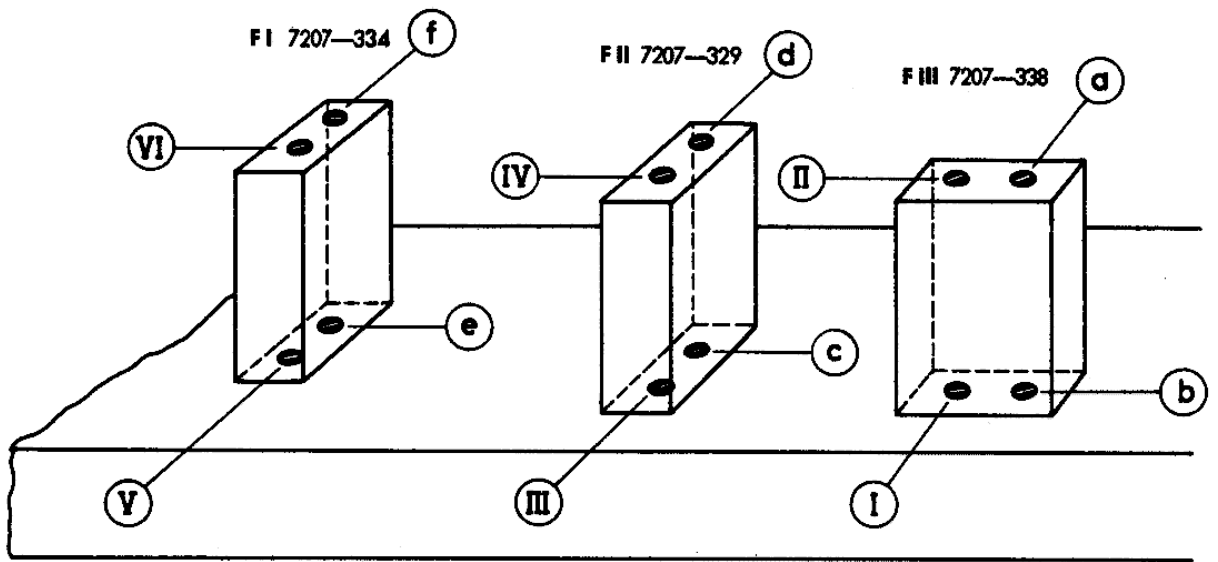 F I 7207—334
f
F II 7207—329
d
F III 7207—338
a
VI
IV
II
e
c
b
V
III
I